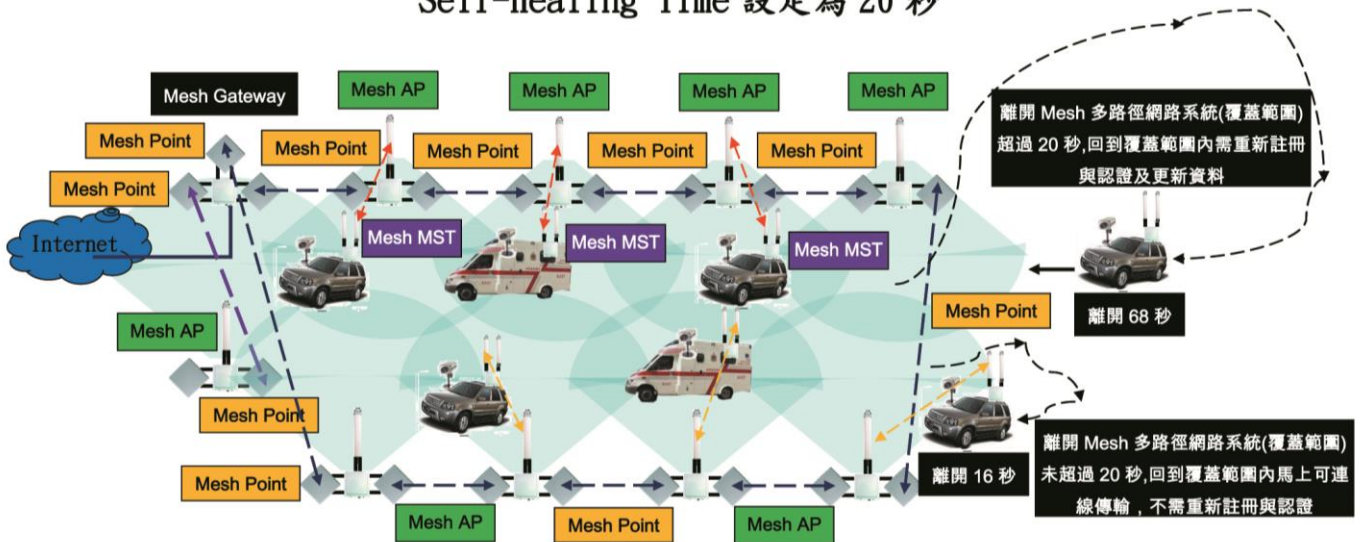 Self-healing Time 設定為 20 秒
Mesh Gateway
Mesh AP
Mesh AP
Mesh AP
Mesh AP
離開 Mesh 多路徑網路系統(覆蓋範圍)
超過 20 秒,回到覆蓋範圍內需重新註冊
與認證及更新資料
Mesh Point
Mesh Point
Mesh Point
Mesh Point
Mesh Point
Mesh Point
Internet
Mesh MST
Mesh MST
Mesh MST
Mesh Point
離開 68 秒
Mesh AP
Mesh Point
離開 Mesh 多路徑網路系統(覆蓋範圍)
未超過 20 秒,回到覆蓋範圍內馬上可連
線傳輸，不需重新註冊與認證
離開 16 秒
Mesh Point
Mesh AP
Mesh Point
Mesh AP